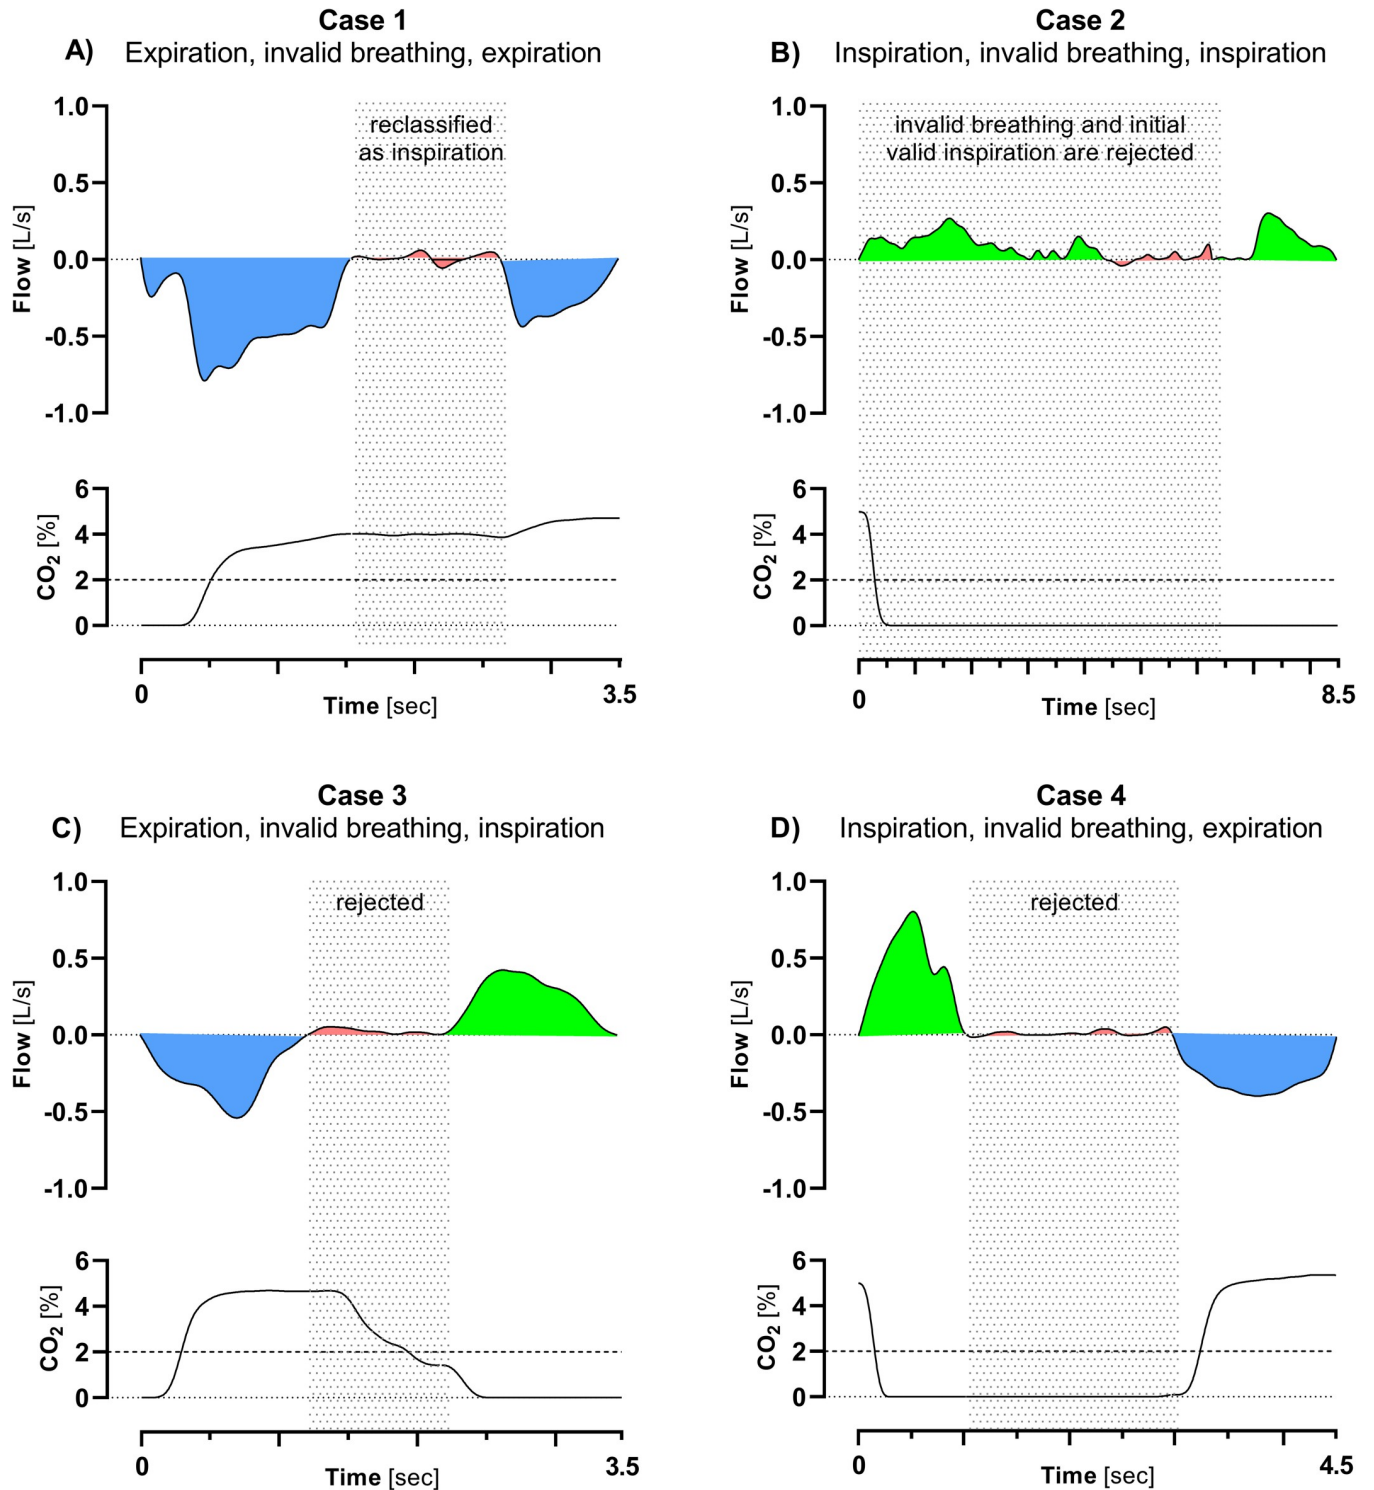 Case 1
A) Expiration, invalid breathing, expiration
1.0
reclassified
as inspiration
0.5
0.0
-0.5
-1.0
Flow [L/s]
6
4
2
0
CO2 [%]
0 3.5
Time [sec]
Case 2
B) Inspiration, invalid breathing, inspiration
1.0
invalid breathing and initial
valid inspiration are rejected
0.5
0.0
-0.5
-1.0
Flow [L/s]
6
4
2
0
CO2 [%]
0 8.5
Time [sec]
Case 3
C) Expiration, invalid breathing, inspiration
1.0
rejected
0.5
0.0
-0.5
-1.0
Flow [L/s]
6
4
2
0
CO2 [%]
0 3.5
Time [sec]
Case 4
D) Inspiration, invalid breathing, expiration
1.0
rejected
0.5
0.0
-0.5
-1.0
Flow [L/s]
6
4
2
0
CO2 [%]
0 4.5
Time [sec]